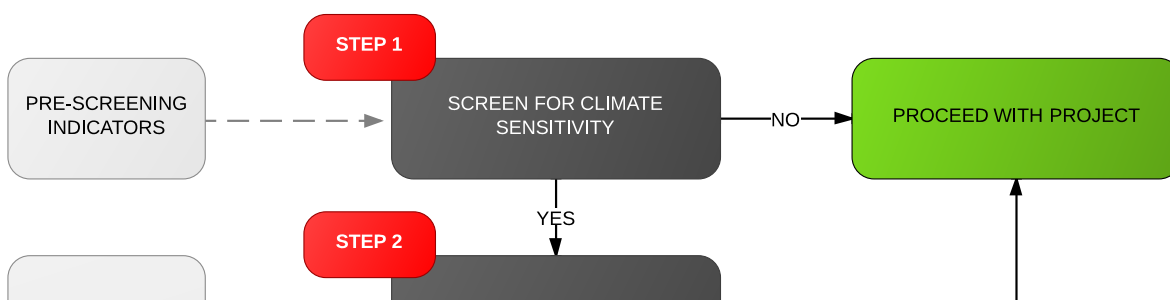 STEP 1
PRE-SCREENING
INDICATORS
SCREEN FOR CLIMATE
SENSITIVITY
NO
PROCEED WITH PROJECT
YES
STEP 2